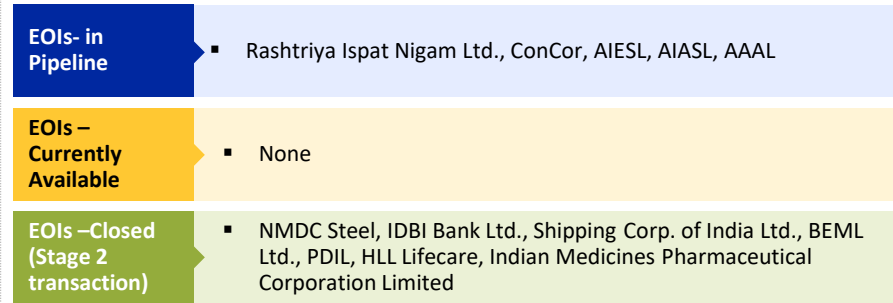 EOIs- in
Pipeline
▪ Rashtriya Ispat Nigam Ltd., ConCor, AIESL, AIASL, AAAL
EOIs –
Currently
Available
▪ None
EOIs –Closed
(Stage 2
transaction)
▪ NMDC Steel, IDBI Bank Ltd., Shipping Corp. of India Ltd., BEML
Ltd., PDIL, HLL Lifecare, Indian Medicines Pharmaceutical
Corporation Limited